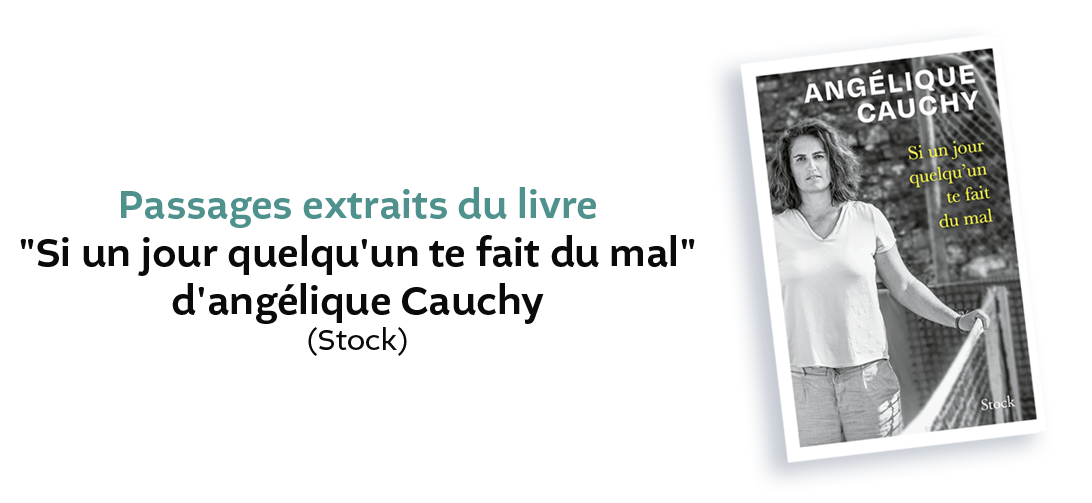 Passages extraits du livre
"Si un jour quelqu'un te fait du mal"
d'angélique Cauchy
(Stock)
ANGÉLIQUE
CAUCHY
Si un jour
quelqu'un
te fait
du mal
Stock